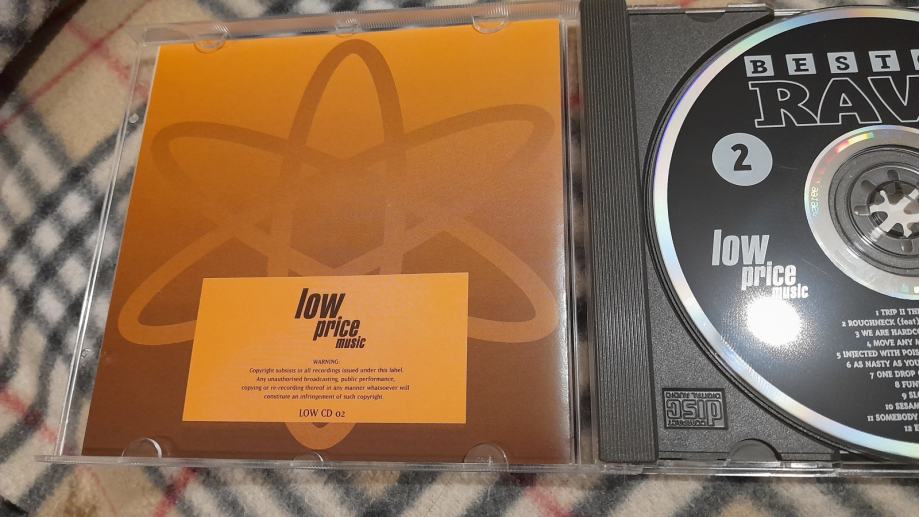 low
price
music
WARNING:
Copyright subsists in all recordings issued under this label.
Any unauthorised broadcasting, public performance,
copying or re-recording thereof in any manner whatsoever will
constitute an infringement of such copyright.
LOW CD 02
BEST
RAV
2
low
price
music
1 TRIP II THE
2 ROUGHNECK (feat)
3 WE ARE HARDCO
4 MOVE ANY
5 INJECTED WITH POIS
6 AS NASTY AS YOU
7 ONE DROP
8 FUN
9 SLO
10 SESAM
11 SOMEBODY
12 E
COMPACT
disc
DIGITAL AUDIO